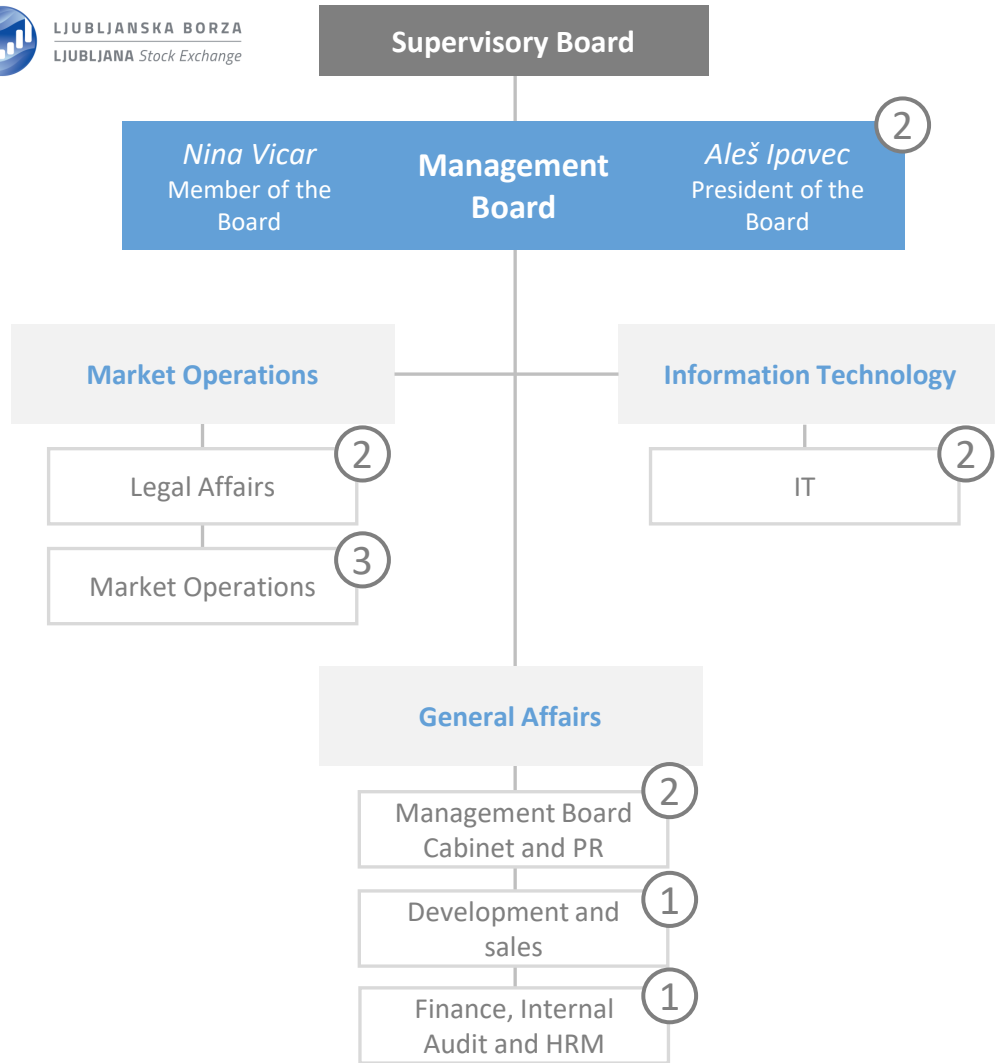 LJUBLJANSKA BORZA
LJUBLJANA Stock Exchange
Supervisory Board
2
Nina Vicar
Member of the
Board
Management
Board
Aleš Ipavec
President of the
Board
Market Operations
2
Legal Affairs
3
Market Operations
Information Technology
2
IT
General Affairs
2
Management Board
Cabinet and PR
1
Development and
sales
1
Finance, Internal
Audit and HRM